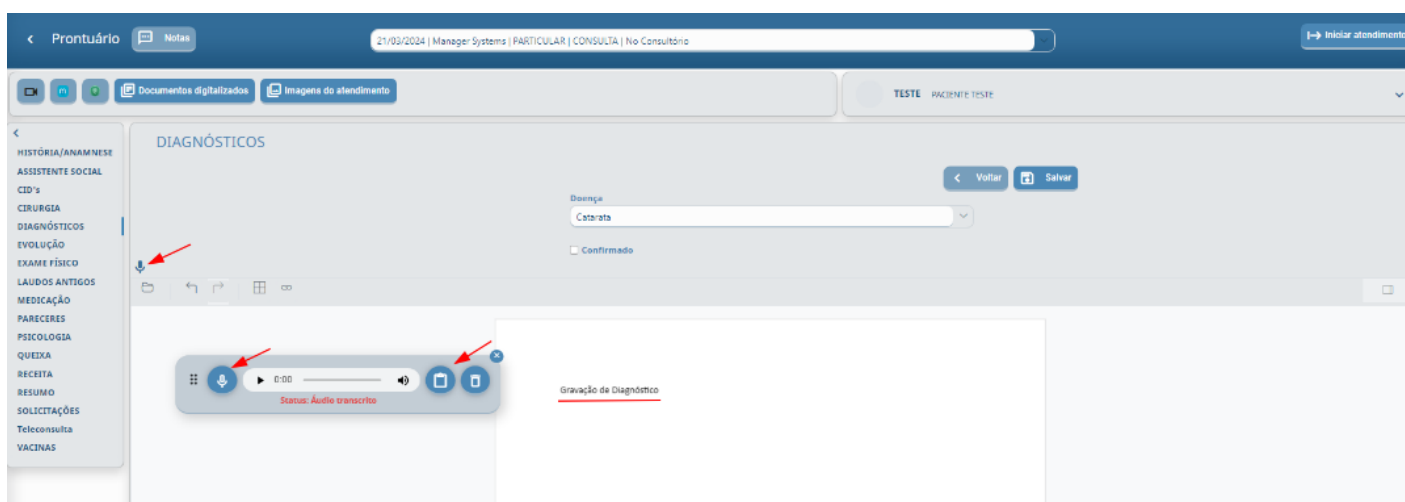 Prontuário
Notas
21/03/2024 | Manager Systems | PARTICULAR | CONSULTA | No Consultório
Iniciar atendimento
Documentos digitalizados
Imagens do atendimento
TESTE PACIENTE TESTE
HISTÓRIA/ANAMNESE
ASSISTENTE SOCIAL
CID's
CIRURGIA
DIAGNÓSTICOS
EVOLUÇÃO
EXAME FÍSICO
LAUDOS ANTIGOS
MEDICAÇÃO
PARECERES
PSICOLOGIA
QUEIXA
RECEITA
RESUMO
SOLICITAÇÕES
Teleconsulta
VACINAS
DIAGNÓSTICOS
Voltar
Salvar
Doença
Catarata
Confirmado
0:00
Status: Áudio transcrito
Gravação de Diagnóstico